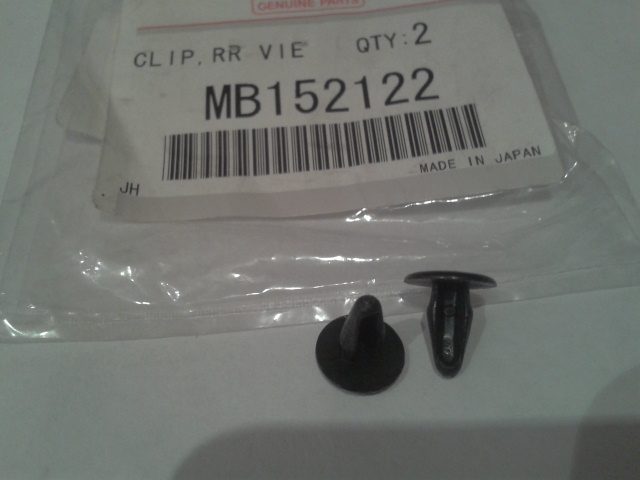 GENUINE PARTS
CLIP, RR VIE QTY:2
MB152122
MADE IN JAPAN
JH